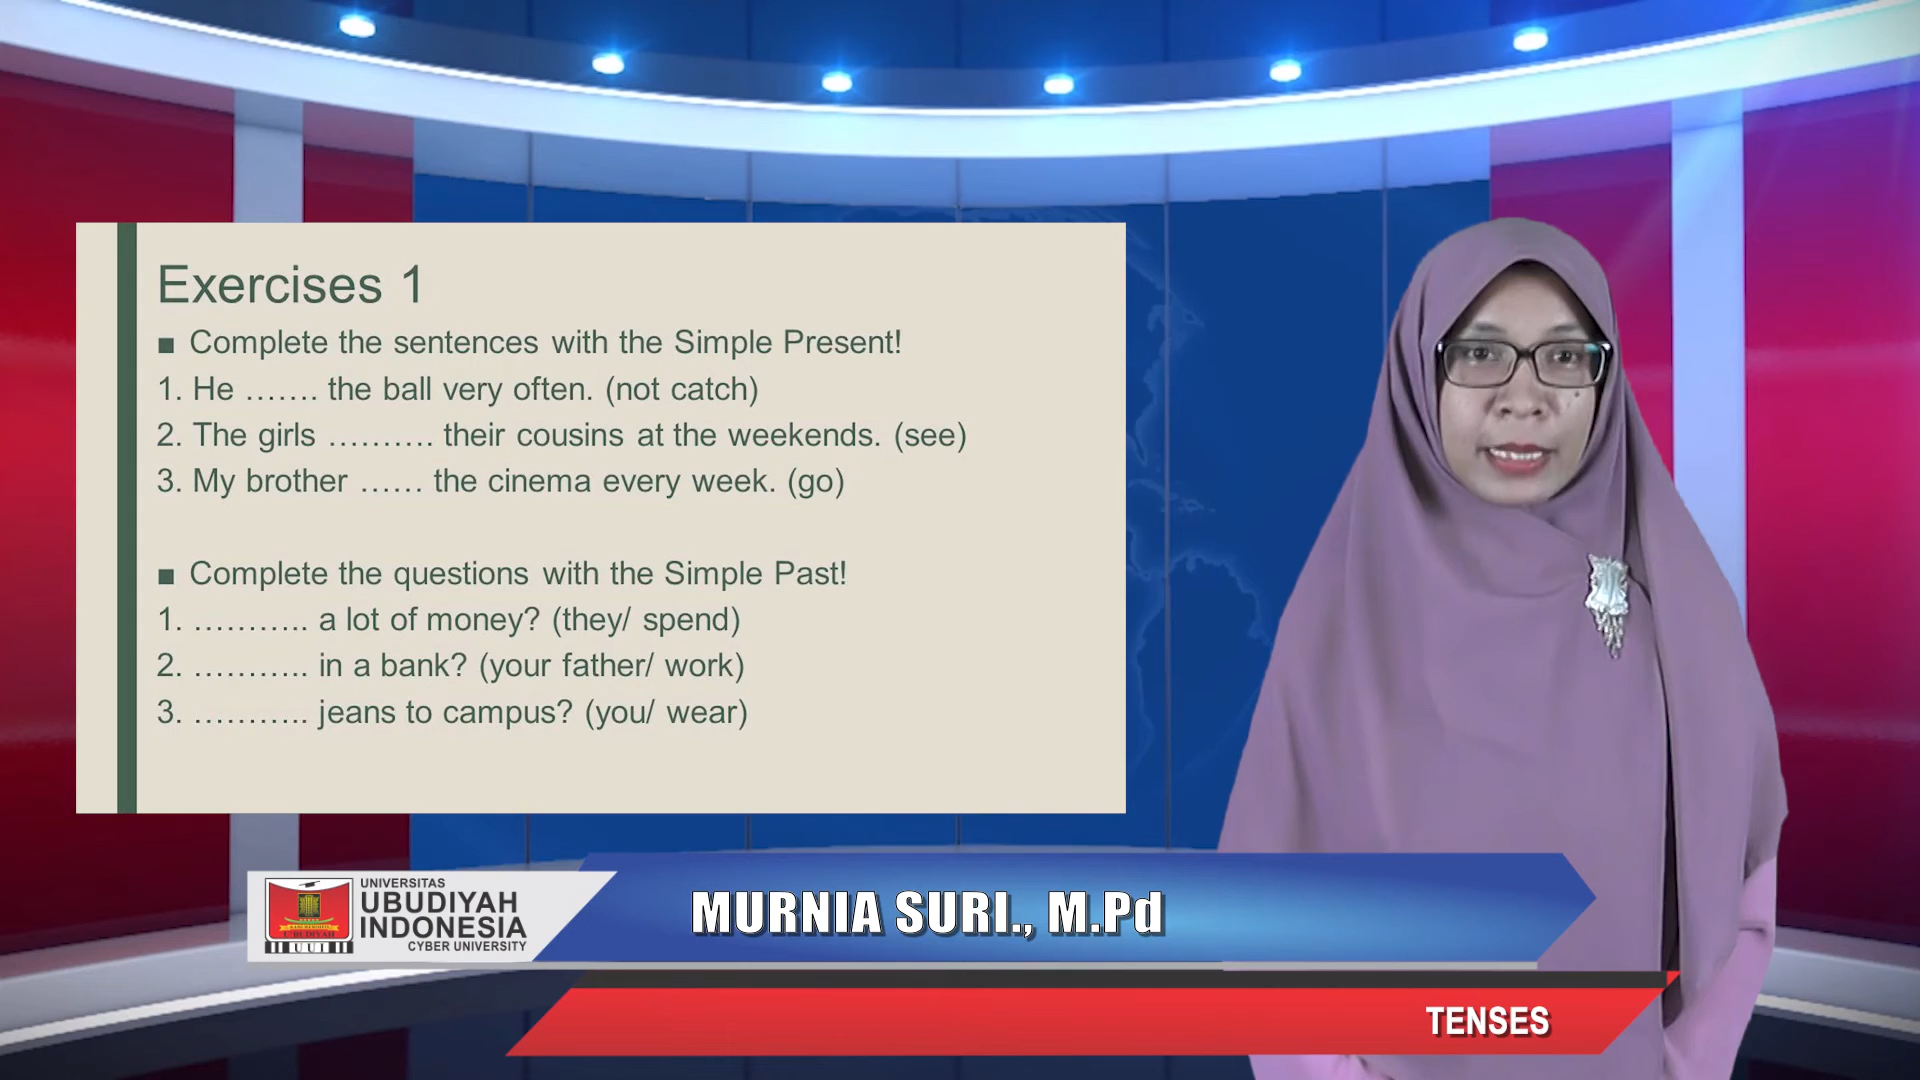 Exercises 1
■ Complete the sentences with the Simple Present!
1. He ……. the ball very often. (not catch)
2. The girls ………. their cousins at the weekends. (see)
3. My brother …… the cinema every week. (go)
■ Complete the questions with the Simple Past!
1. ……….. a lot of money? (they/ spend)
2. ……….. in a bank? (your father/ work)
3. ……….. jeans to campus? (you/ wear)
UNIVERSITAS
UBUDIYAH
INDONESIA
CYBER UNIVERSITY
UUI
MURNIA SURI., M.Pd
TENSES